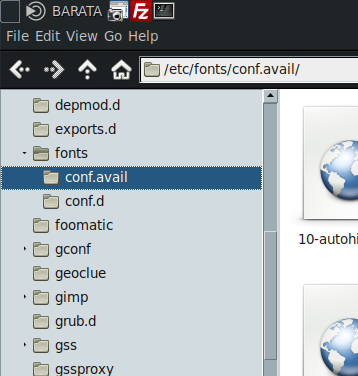 BARATA
File Edit View Go Help
/etc/fonts/conf.avail/
depmod.d
exports.d
fonts
conf.avail
conf.d
foomatic
gconf
geoclue
gimp
grub.d
gss
gssproxy
10-autohi